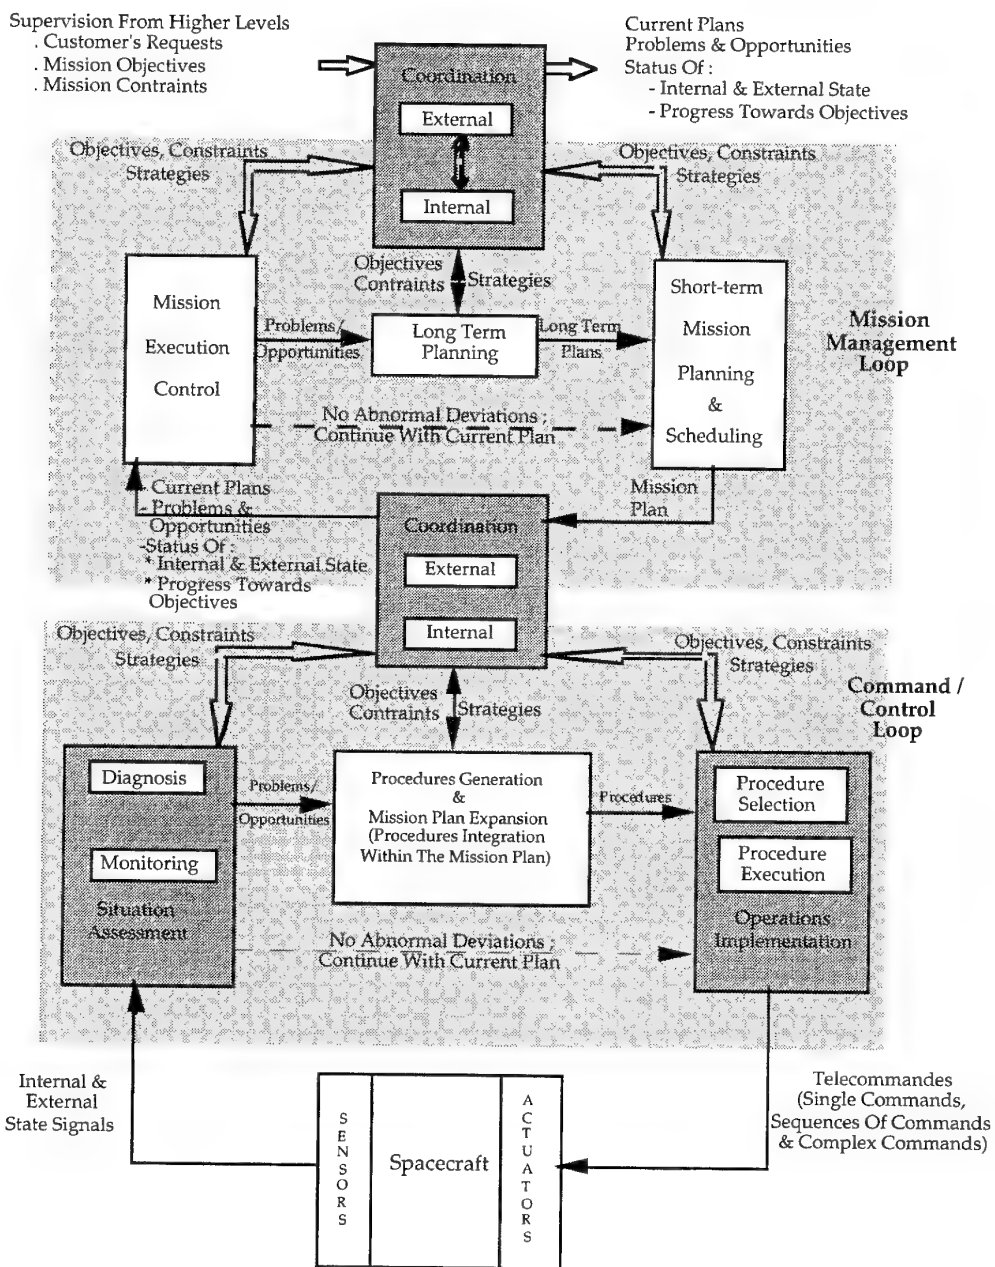 Supervision From Higher Levels
. Customer's Requests
. Mission Objectives
. Mission Contraints
Current Plans
Problems & Opportunities
Status Of :
- Internal & External State
- Progress Towards Objectives
Coordination
External
Internal
Objectives, Constraints
Strategies
Objectives, Constraints
Strategies
Objectives
Contraints
Strategies
Mission
Execution
Control
Problems/
Opportunities
Long Term
Planning
Long Term
Plans
Short-term
Mission
Planning
&
Scheduling
Mission
Management
Loop
No Abnormal Deviations ;
Continue With Current Plan
- Current Plans
- Problems &
Opportunities
-Status Of :
* Internal & External State
* Progress Towards
Objectives
Mission
Plan
Coordination
External
Internal
Objectives, Constraints
Strategies
Objectives, Constraints
Strategies
Objectives
Contraints
Strategies
Command /
Control
Loop
Diagnosis
Monitoring
Situation
Assessment
Problems/
Opportunities
Procedures Generation
&
Mission Plan Expansion
(Procedures Integration
Within The Mission Plan)
Procedures
Procedure
Selection
Procedure
Execution
Operations
Implementation
No Abnormal Deviations ;
Continue With Current Plan
Internal &
External
State Signals
SENSORS
Spacecraft
ACTUATORS
Telecommandes
(Single Commands,
Sequences Of Commands
& Complex Commands)